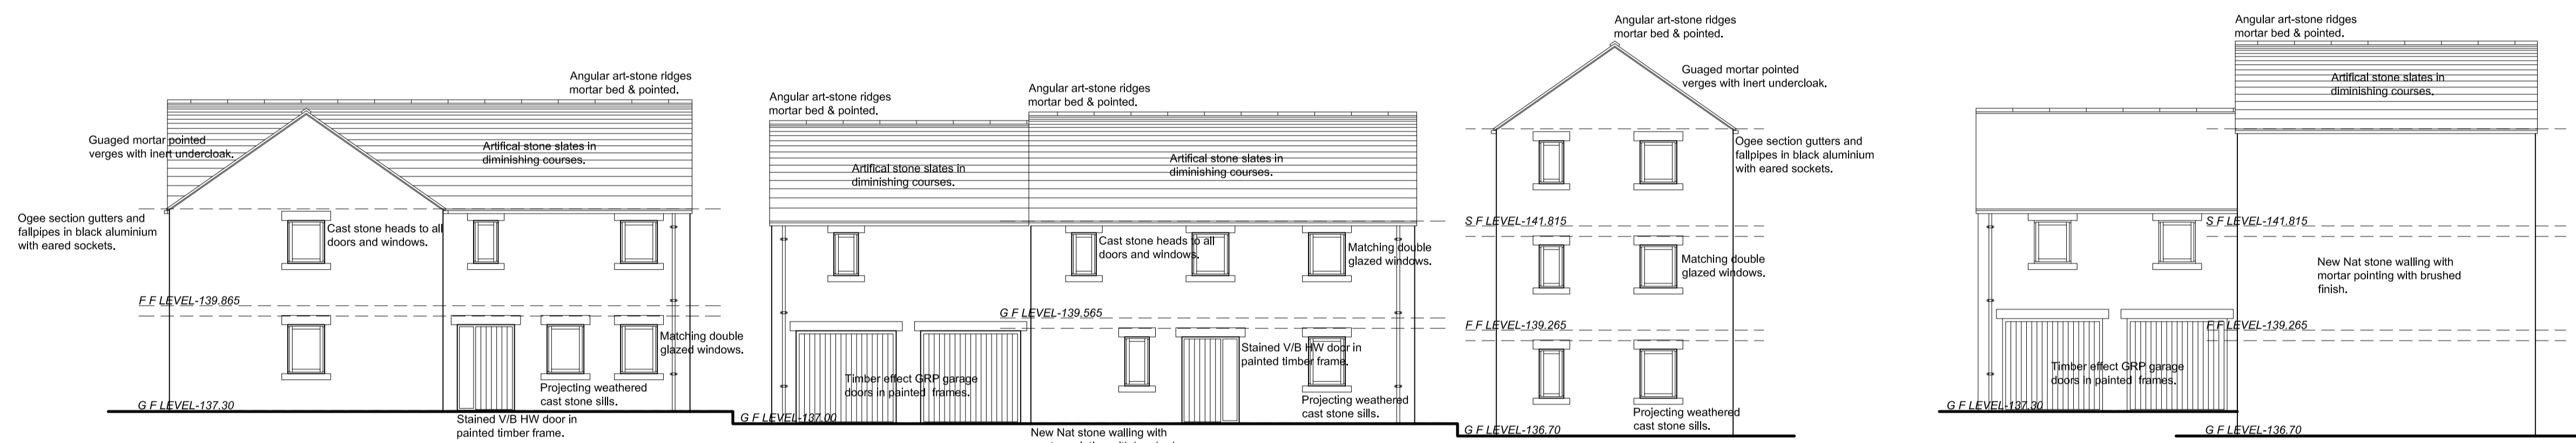 Angular art-stone ridges
mortar bed & pointed.
Guaged mortar pointed
verges with inert undercloak.
Artifical stone slates in
diminishing courses.
Ogee section gutters and
fallpipes in black aluminium
with eared sockets.
Cast stone heads to all
doors and windows.
F F LEVEL-139.865
Matching double
glazed windows.
Projecting weathered
cast stone sills.
G F LEVEL-137.30
Stained V/B HW door in
painted timber frame.
Angular art-stone ridges
mortar bed & pointed.
Angular art-stone ridges
mortar bed & pointed.
Artifical stone slates in
diminishing courses.
Artifical stone slates in
diminishing courses.
Cast stone heads to all
doors and windows.
Matching double
glazed windows.
G F LEVEL-139.565
Stained V/B HW door in
painted timber frame.
Timber effect GRP garage
doors in painted frames.
Projecting weathered
cast stone sills.
G F LEVEL-137.00
New Nat stone walling with
Angular art-stone ridges
mortar bed & pointed.
Guaged mortar pointed
verges with inert undercloak.
Ogee section gutters and
fallpipes in black aluminium
with eared sockets.
S F LEVEL-141.815
Matching double
glazed windows.
F F LEVEL-139.265
Projecting weathered
cast stone sills.
G F LEVEL-136.70
Angular art-stone ridges
mortar bed & pointed.
Artifical stone slates in
diminishing courses.
S F LEVEL-141.815
New Nat stone walling with
mortar pointing with brushed
finish.
F F LEVEL-139.265
Timber effect GRP garage
doors in painted frames.
G F LEVEL-137.30
G F LEVEL-136.70